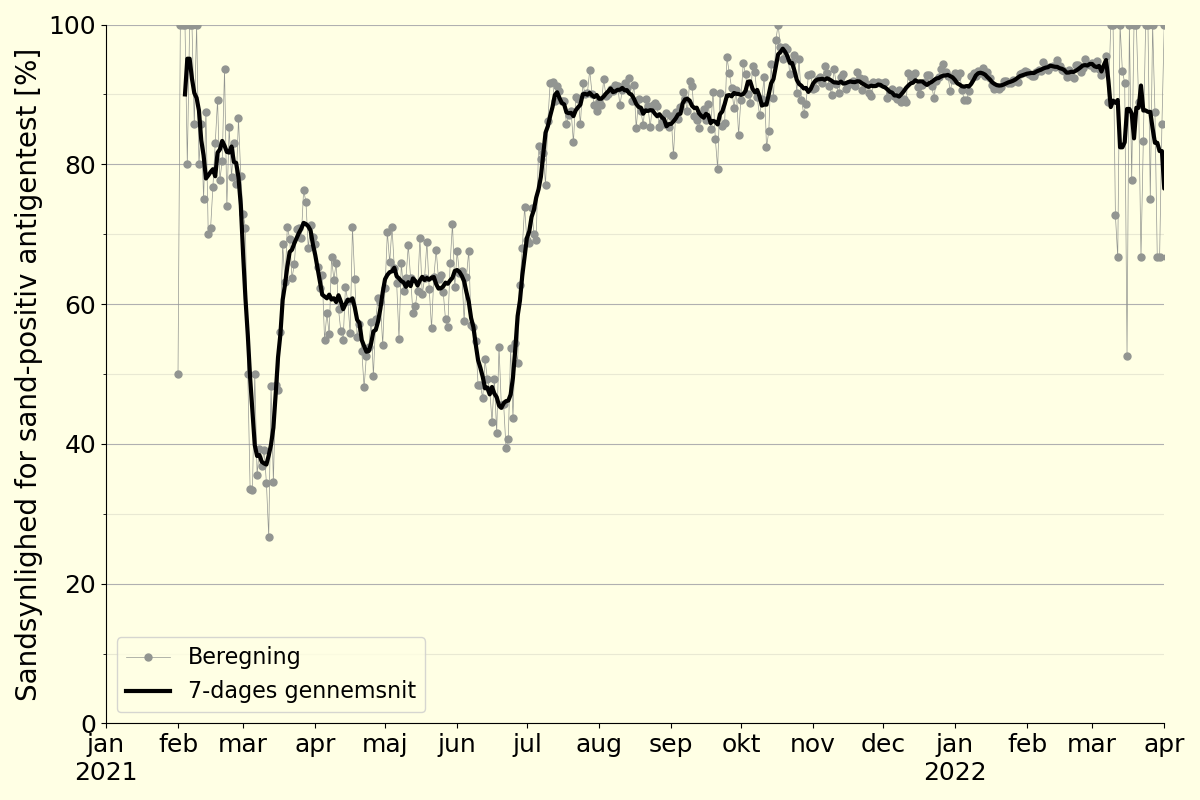 Sandsynlighed for sand-positiv antigentest [%]
100
80
60
40
20
0
Beregning
7-dages gennemsnit
jan feb mar apr maj jun jul aug sep okt nov dec jan feb mar apr
2021 2022